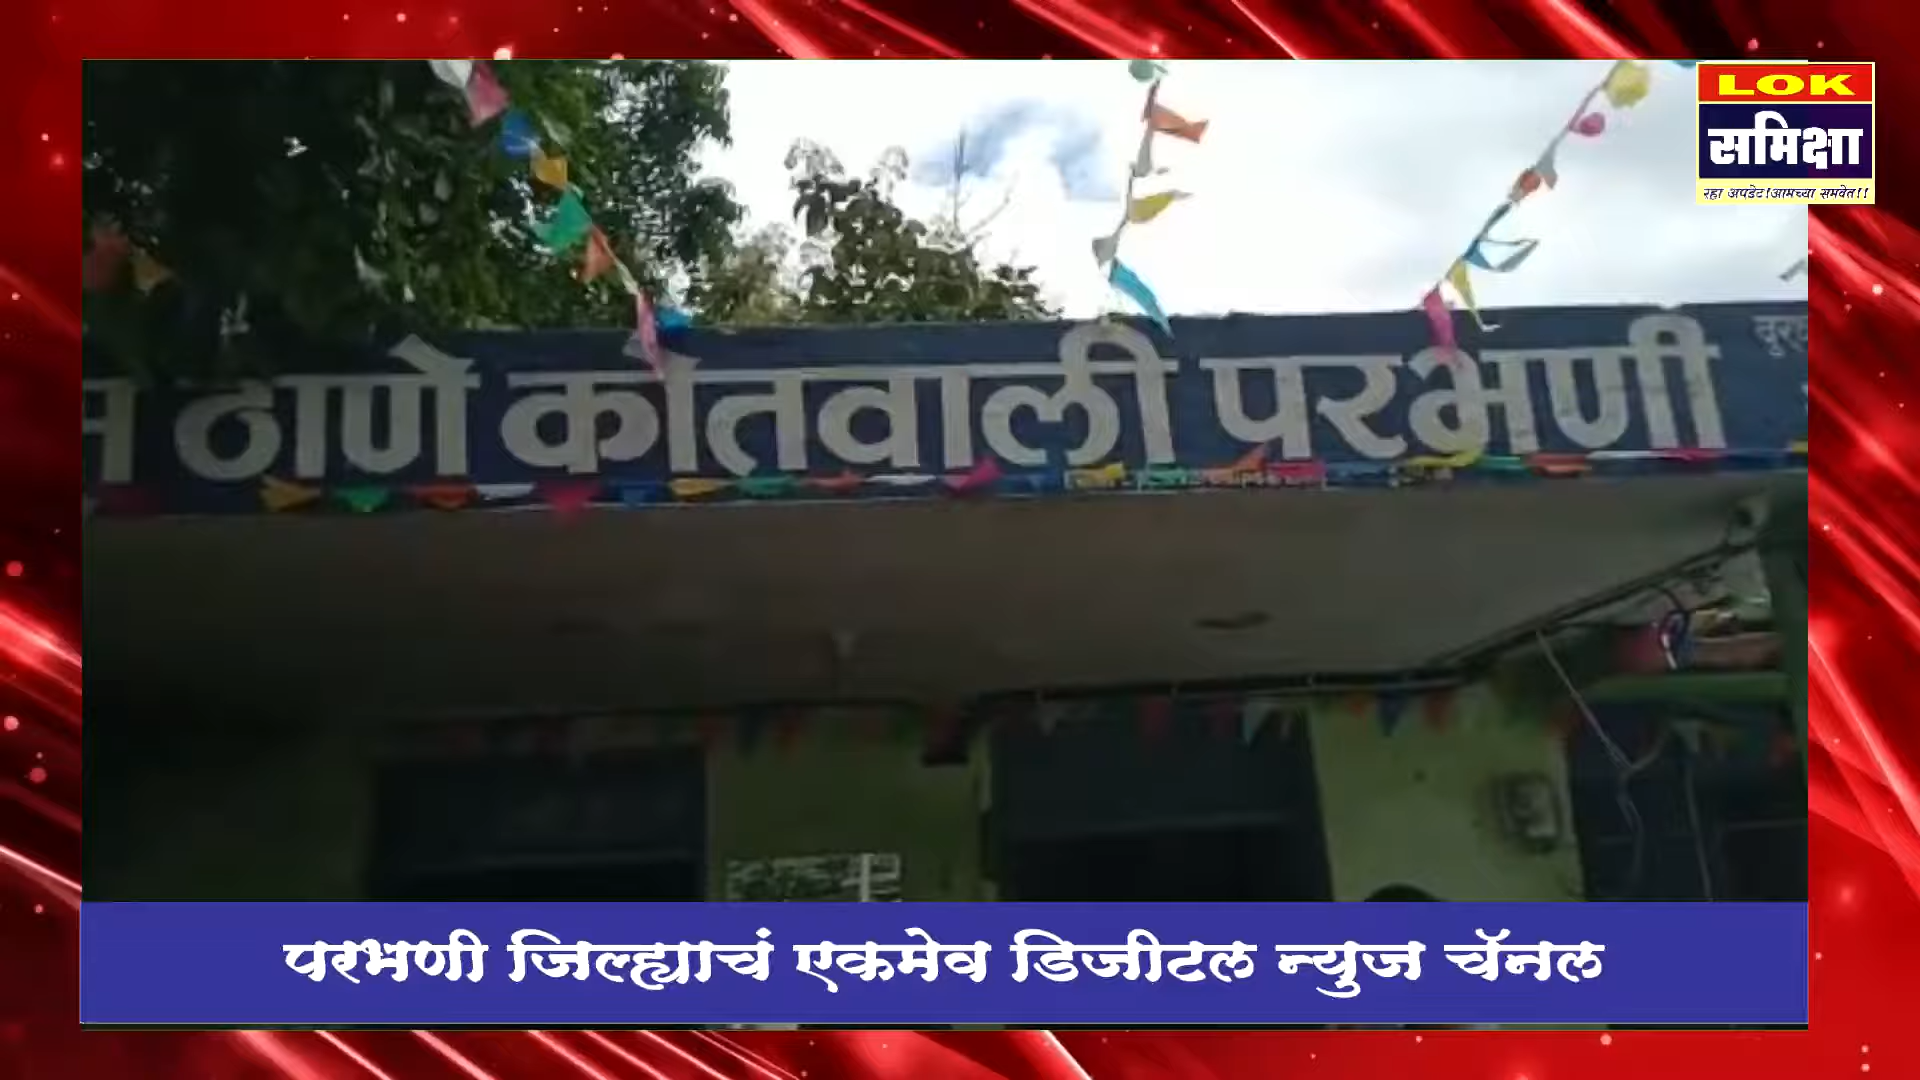 LOK
समिक्षा
रहा अपडेट!आमच्या समवेत!!
ठाणे कोतवाली परभणी
परभणी जिल्ह्याचं एकमेव डिजीटल न्युज चॅनल